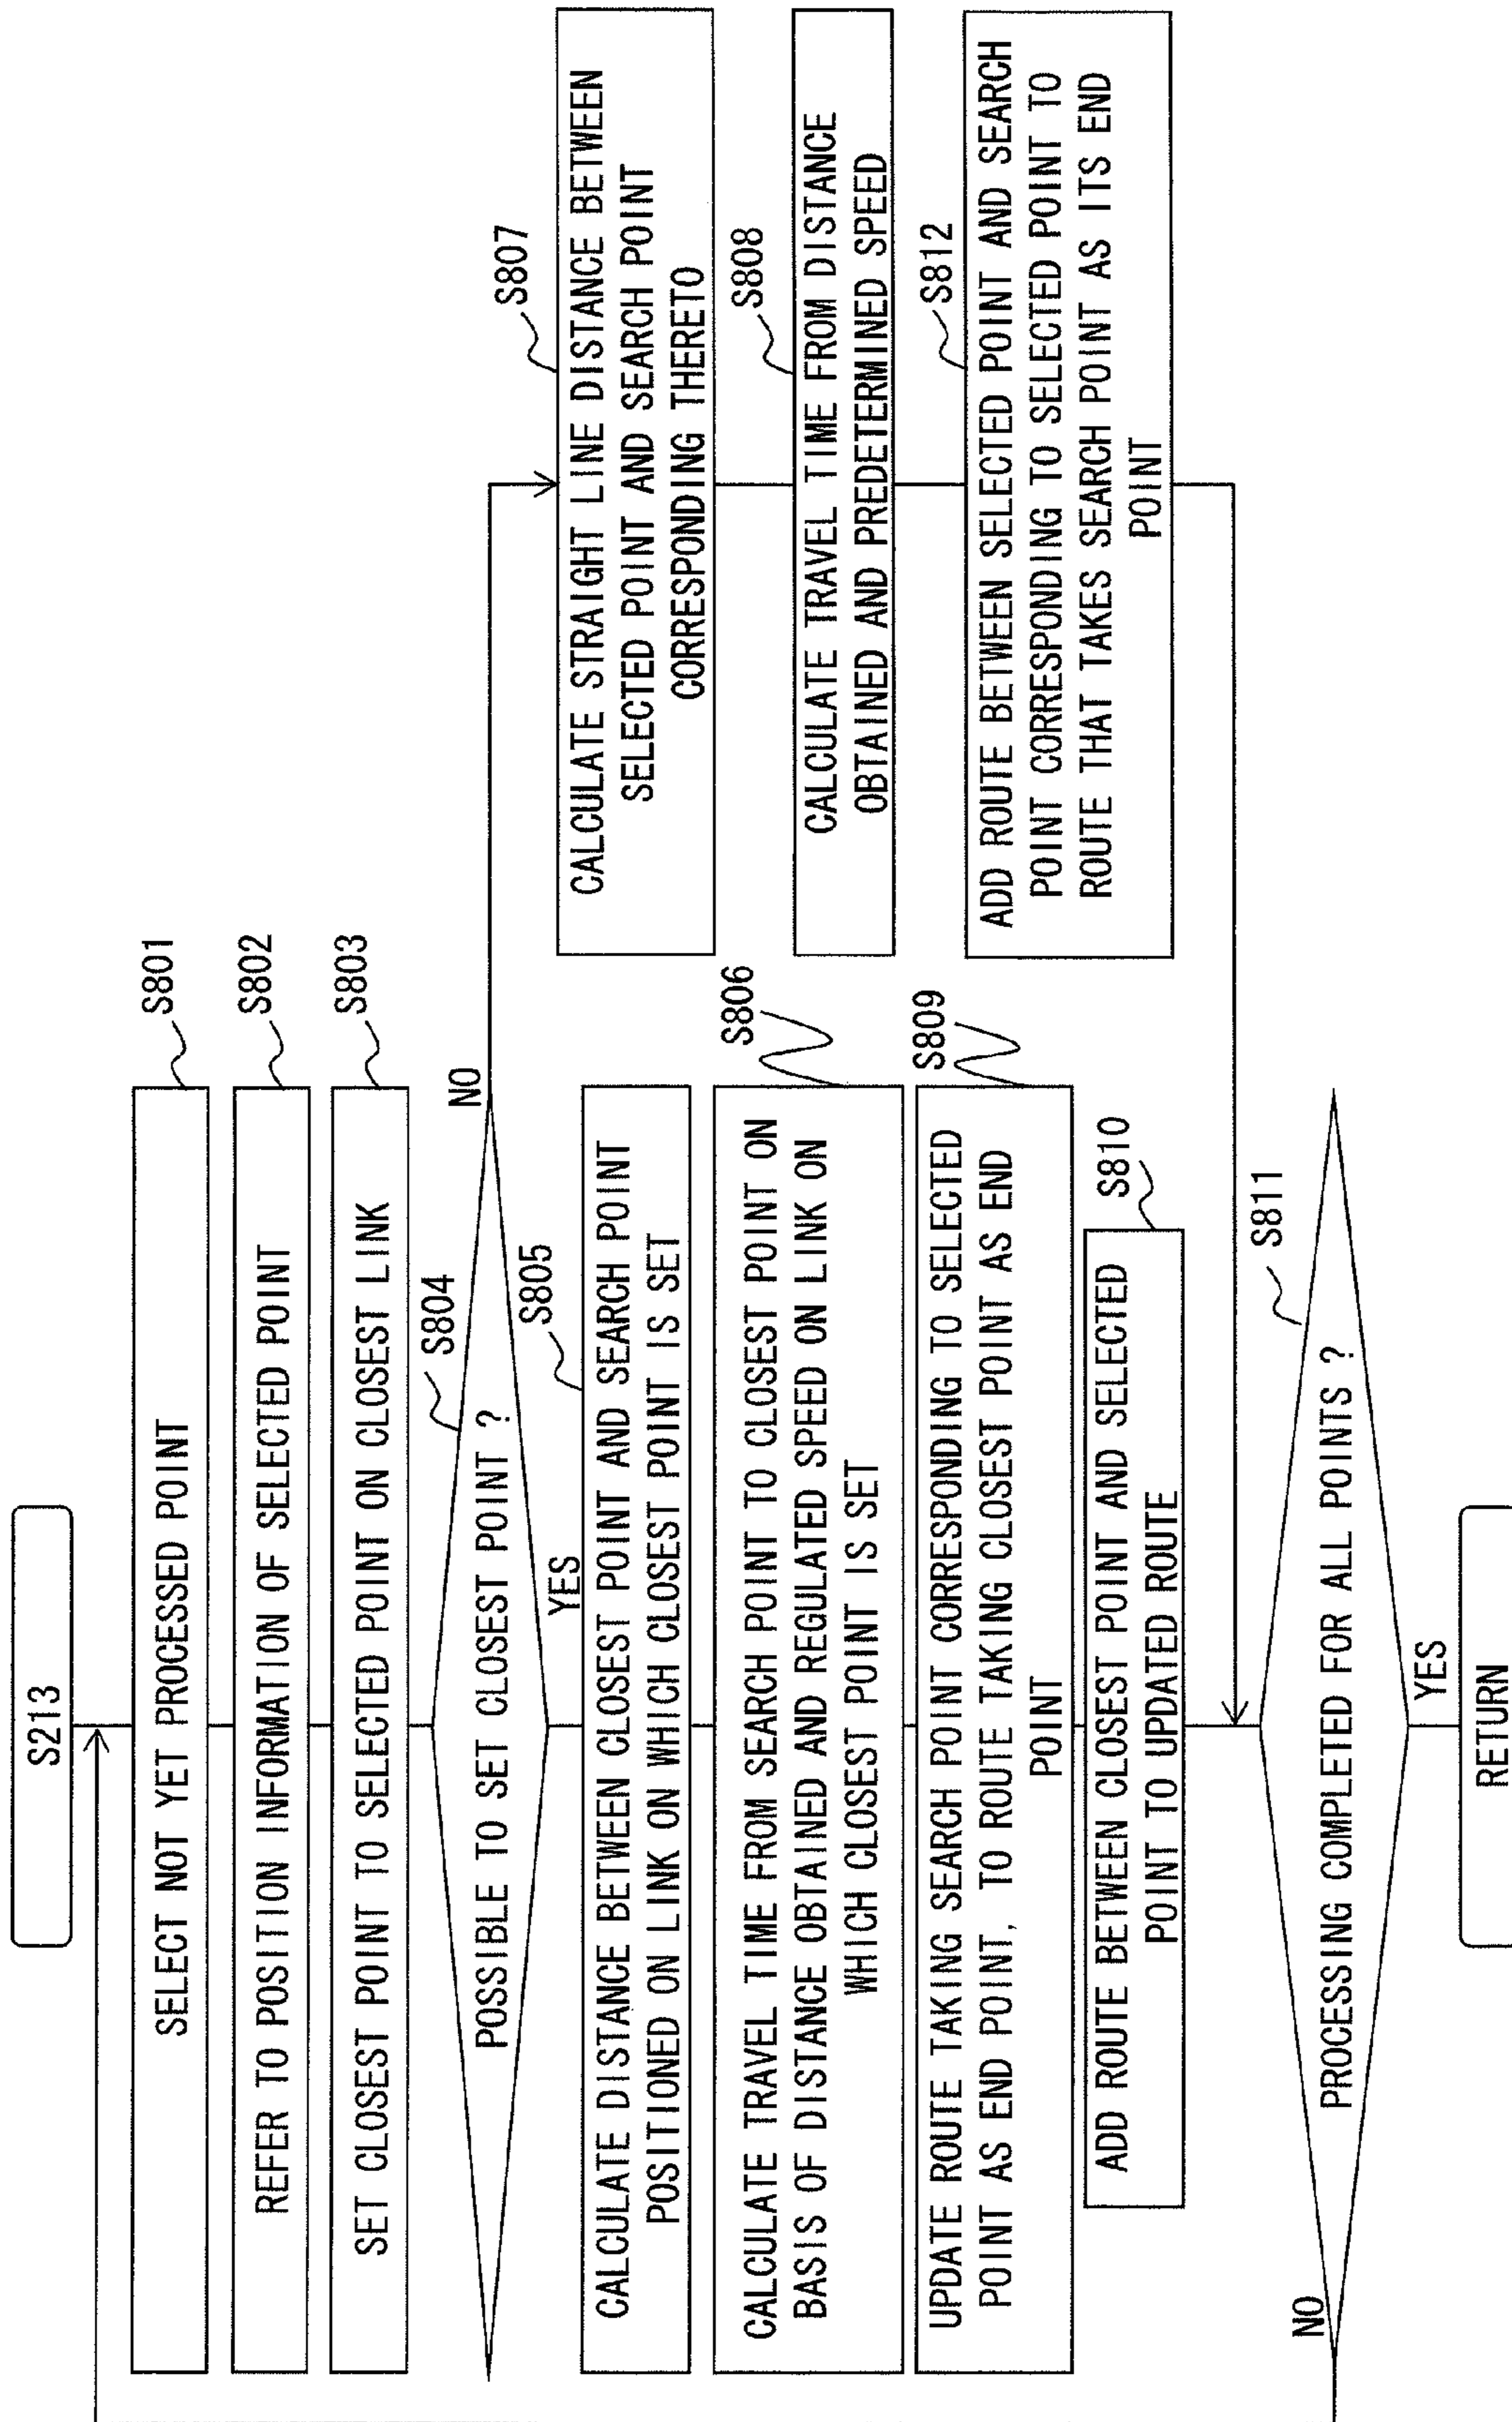 S213
SELECT NOT YET PROCESSED POINT
S801
REFER TO POSITION INFORMATION OF SELECTED POINT
S802
SET CLOSEST POINT TO SELECTED POINT ON CLOSEST LINK
S803
POSSIBLE TO SET CLOSEST POINT ?
S804
NO
YES
CALCULATE DISTANCE BETWEEN CLOSEST POINT AND SEARCH POINT
POSITIONED ON LINK ON WHICH CLOSEST POINT IS SET
S805
CALCULATE TRAVEL TIME FROM SEARCH POINT TO CLOSEST POINT ON
BASIS OF DISTANCE OBTAINED AND REGULATED SPEED ON LINK ON
WHICH CLOSEST POINT IS SET
S806
UPDATE ROUTE TAKING SEARCH POINT CORRESPONDING TO SELECTED
POINT AS END POINT, TO ROUTE TAKING CLOSEST POINT AS END
POINT
S809
ADD ROUTE BETWEEN CLOSEST POINT AND SELECTED
POINT TO UPDATED ROUTE
S810
CALCULATE STRAIGHT LINE DISTANCE BETWEEN
SELECTED POINT AND SEARCH POINT
CORRESPONDING THERETO
S807
CALCULATE TRAVEL TIME FROM DISTANCE
OBTAINED AND PREDETERMINED SPEED
S808
ADD ROUTE BETWEEN SELECTED POINT AND SEARCH
POINT CORRESPONDING TO SELECTED POINT TO
ROUTE THAT TAKES SEARCH POINT AS ITS END
POINT
S812
PROCESSING COMPLETED FOR ALL POINTS ?
S811
NO
YES
RETURN